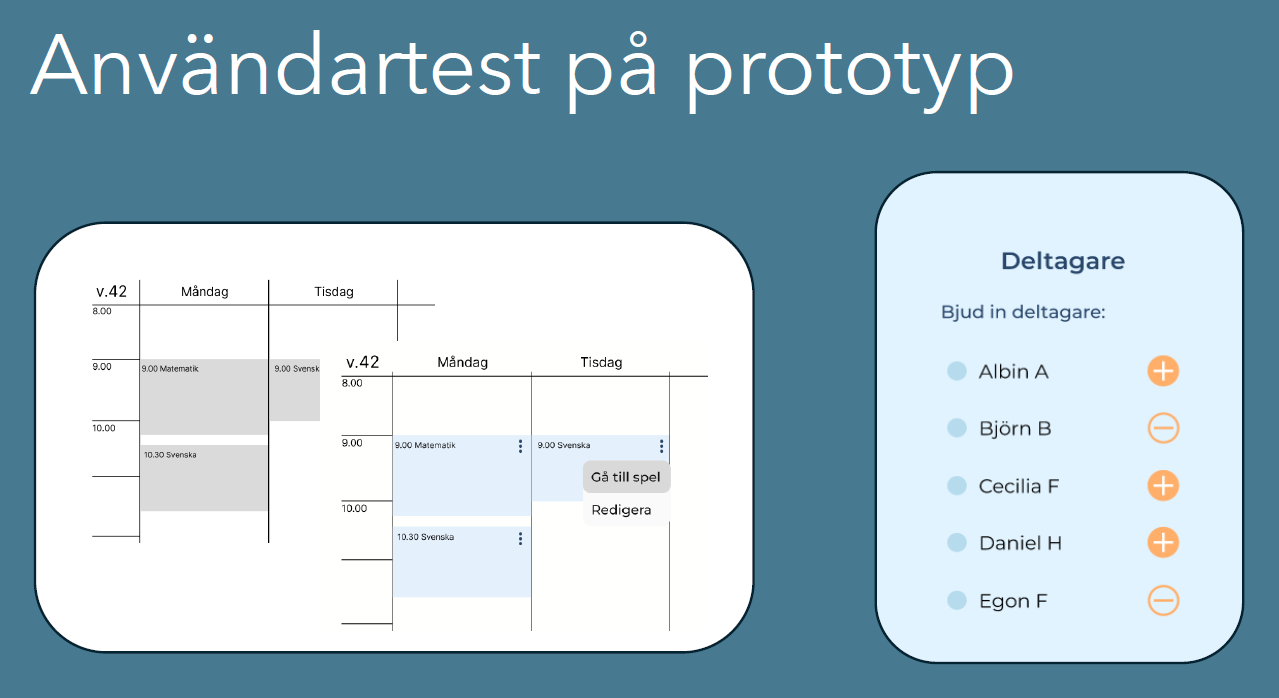 Användartest på prototyp
v.42 Måndag Tisdag
8.00
9.00
9.00 Matematik 9.00 Svensk
10.00
10.30 Svenska
v.42 Måndag Tisdag
8.00
9.00
9.00 Matematik 9.00 Svenska
Gå till spel
Redigera
10.00
10.30 Svenska
Deltagare
Bjud in deltagare:
Albin A
Björn B
Cecilia F
Daniel H
Egon F